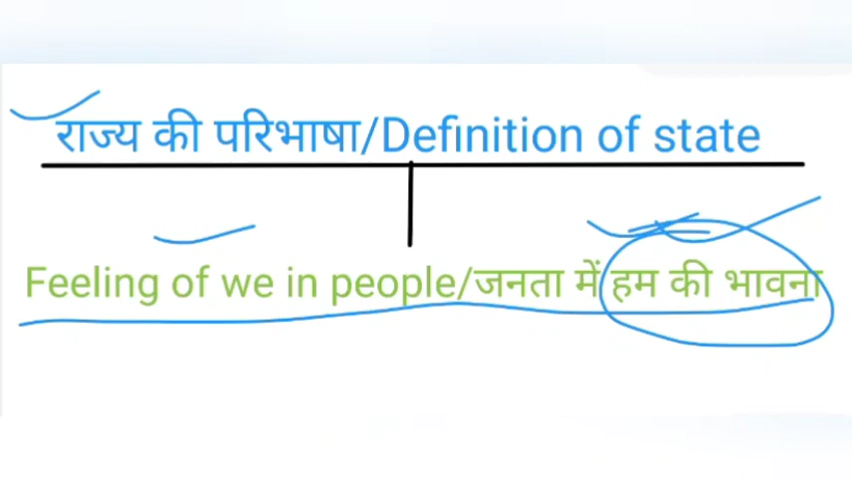 राज्य की परिभाषा/Definition of state
Feeling of we in people/जनता में हम की भावना